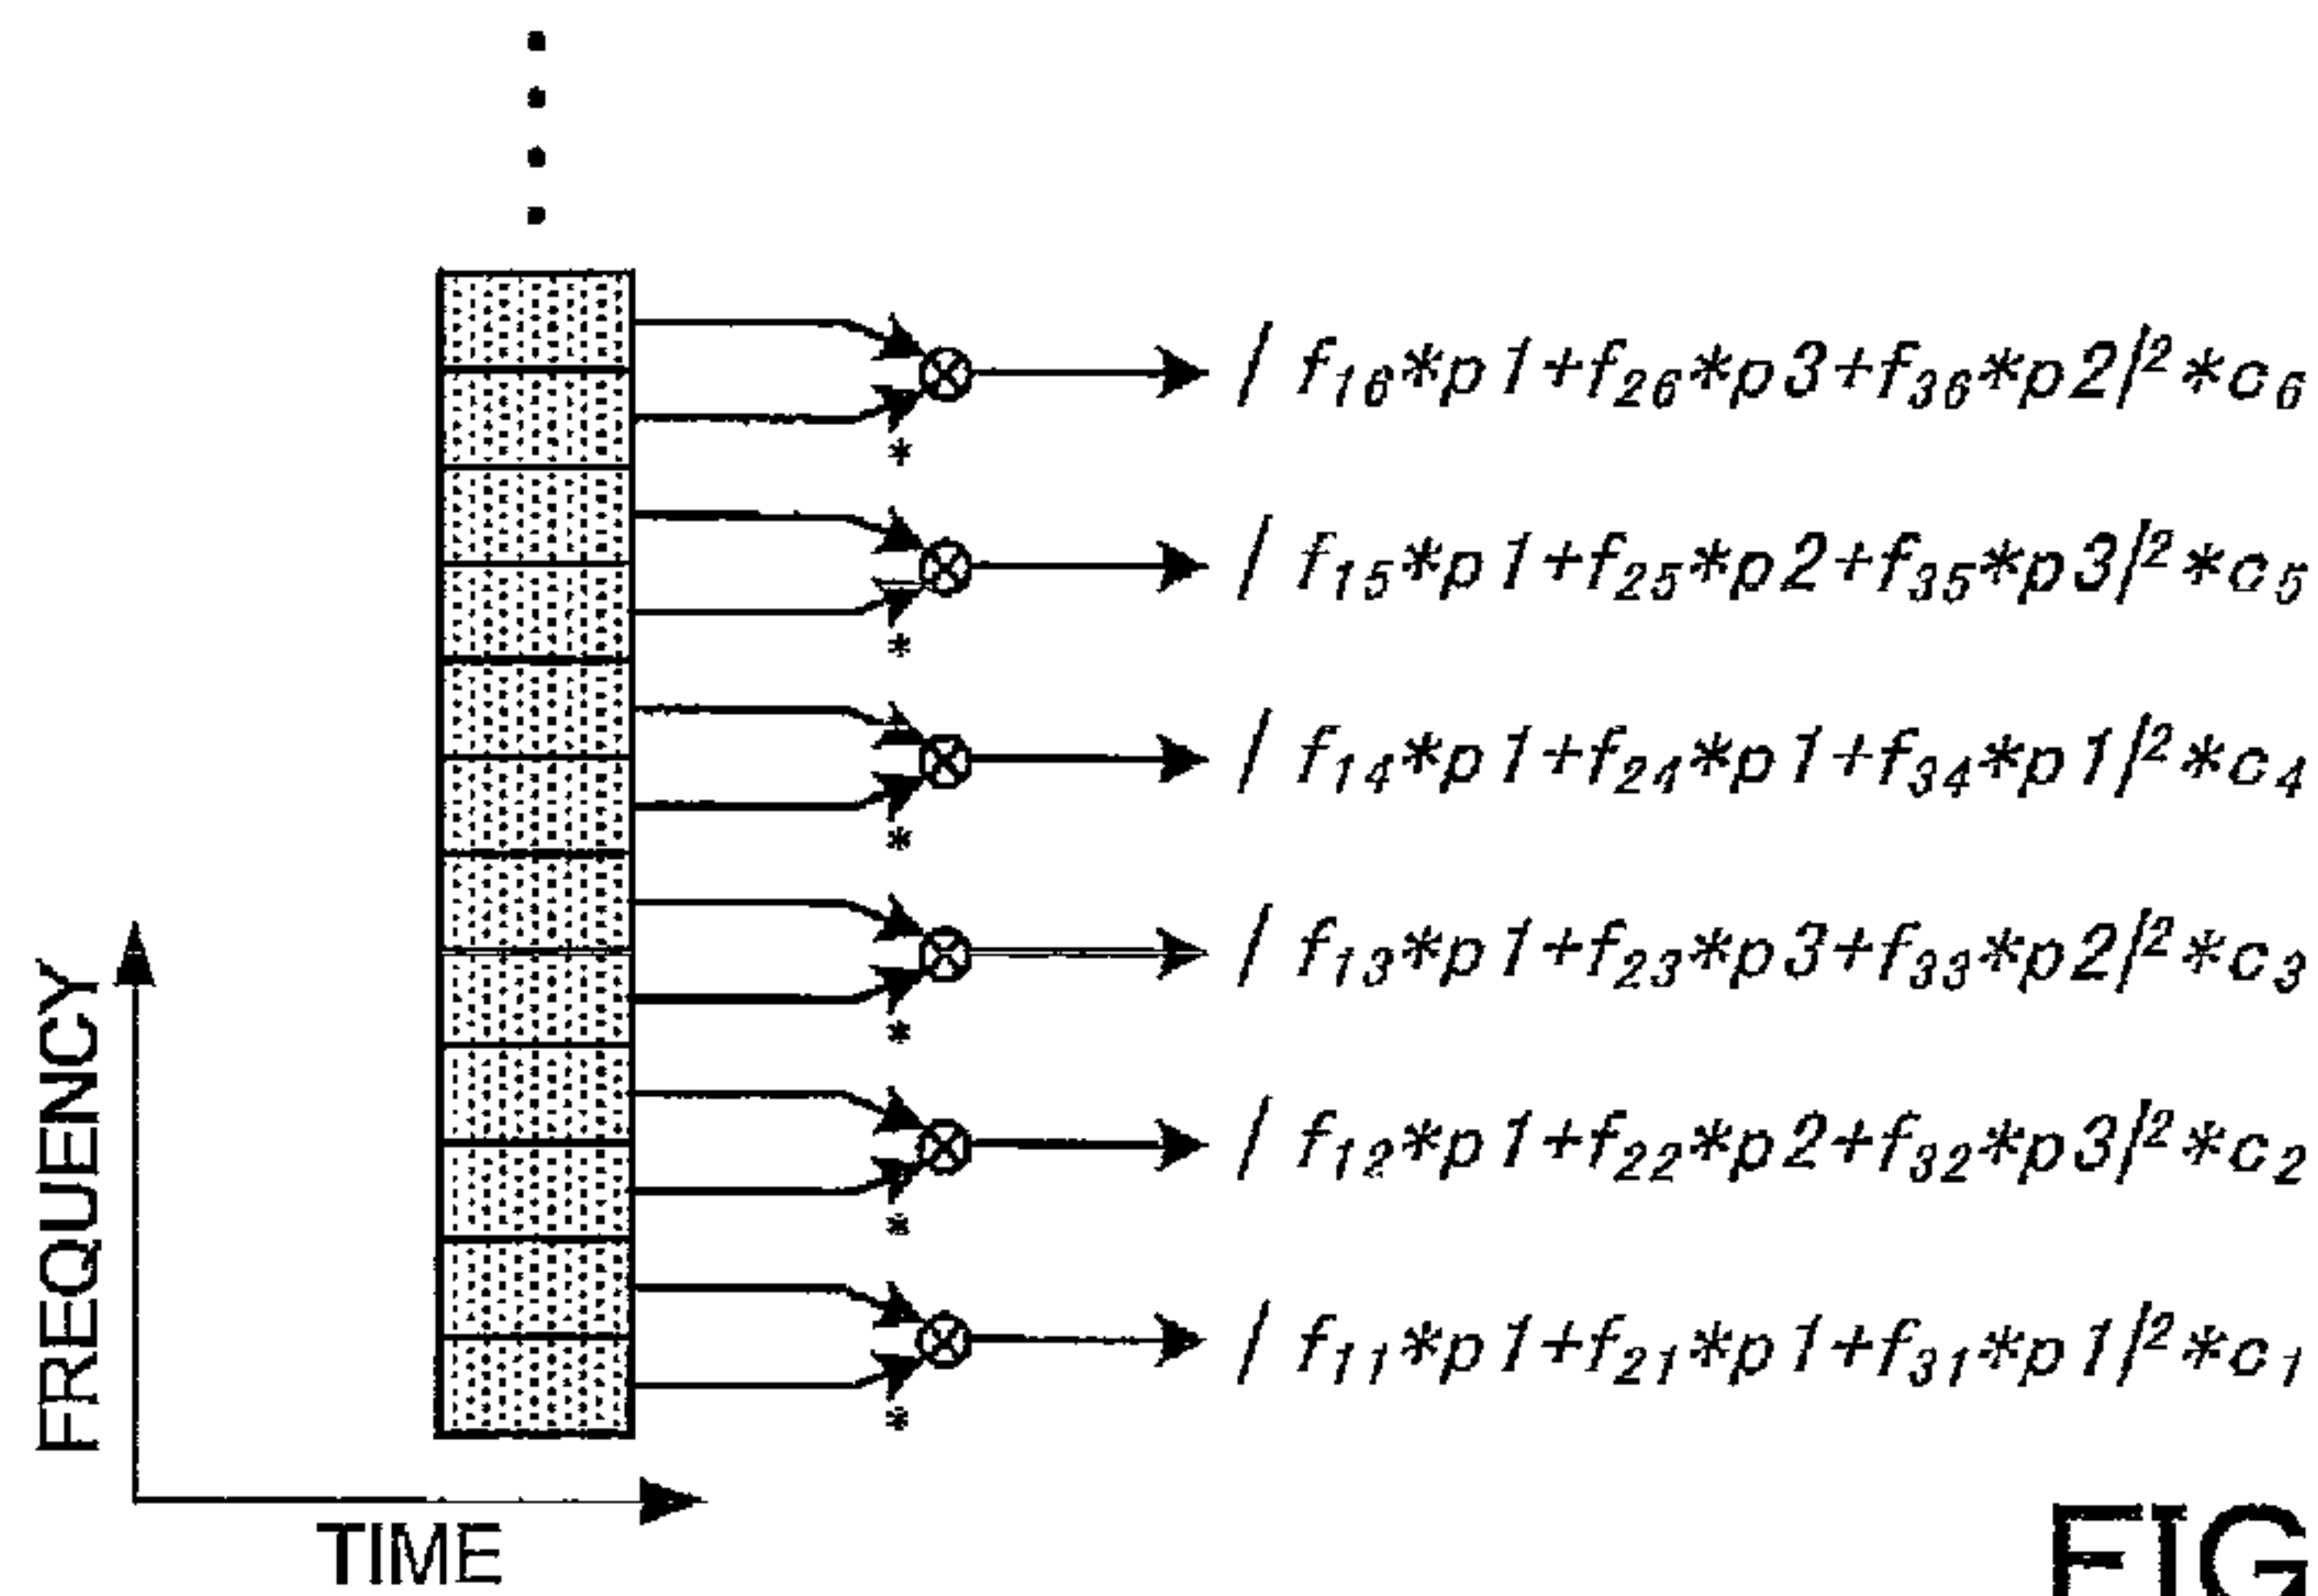 / f₁₆*p1+f₂₆*p3+f₃₆*p2/²*c₆
*
/ f₁₅*p1+f₂₅*p2+f₃₅*p3/²*c₅
*
/ f₁₄*p1+f₂₄*p1+f₃₄*p1/²*c₄
*
/ f₁₃*p1+f₂₃*p3+f₃₃*p2/²*c₃
*
/ f₁₂*p1+f₂₂*p2+f₃₂*p3/²*c₂
*
/ f₁₁*p1+f₂₁*p1+f₃₁*p1/²*c₁
*
FREQUENCY
TIME
FIG